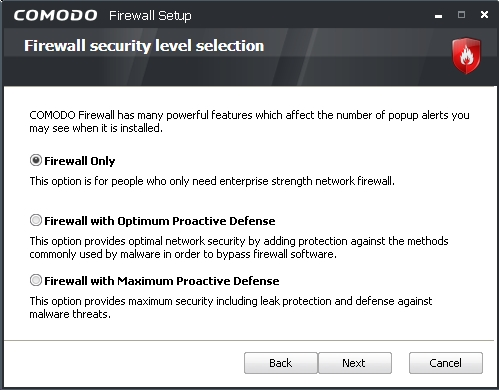 COMODO Firewall Setup
Firewall security level selection
COMODO Firewall has many powerful features which affect the number of popup alerts you
may see when it is installed.
Firewall Only
This option is for people who only need enterprise strength network firewall.
Firewall with Optimum Proactive Defense
This option provides optimal network security by adding protection against the methods
commonly used by malware in order to bypass firewall software.
Firewall with Maximum Proactive Defense
This option provides maximum security including leak protection and defense against
malware threats.
Back Next Cancel